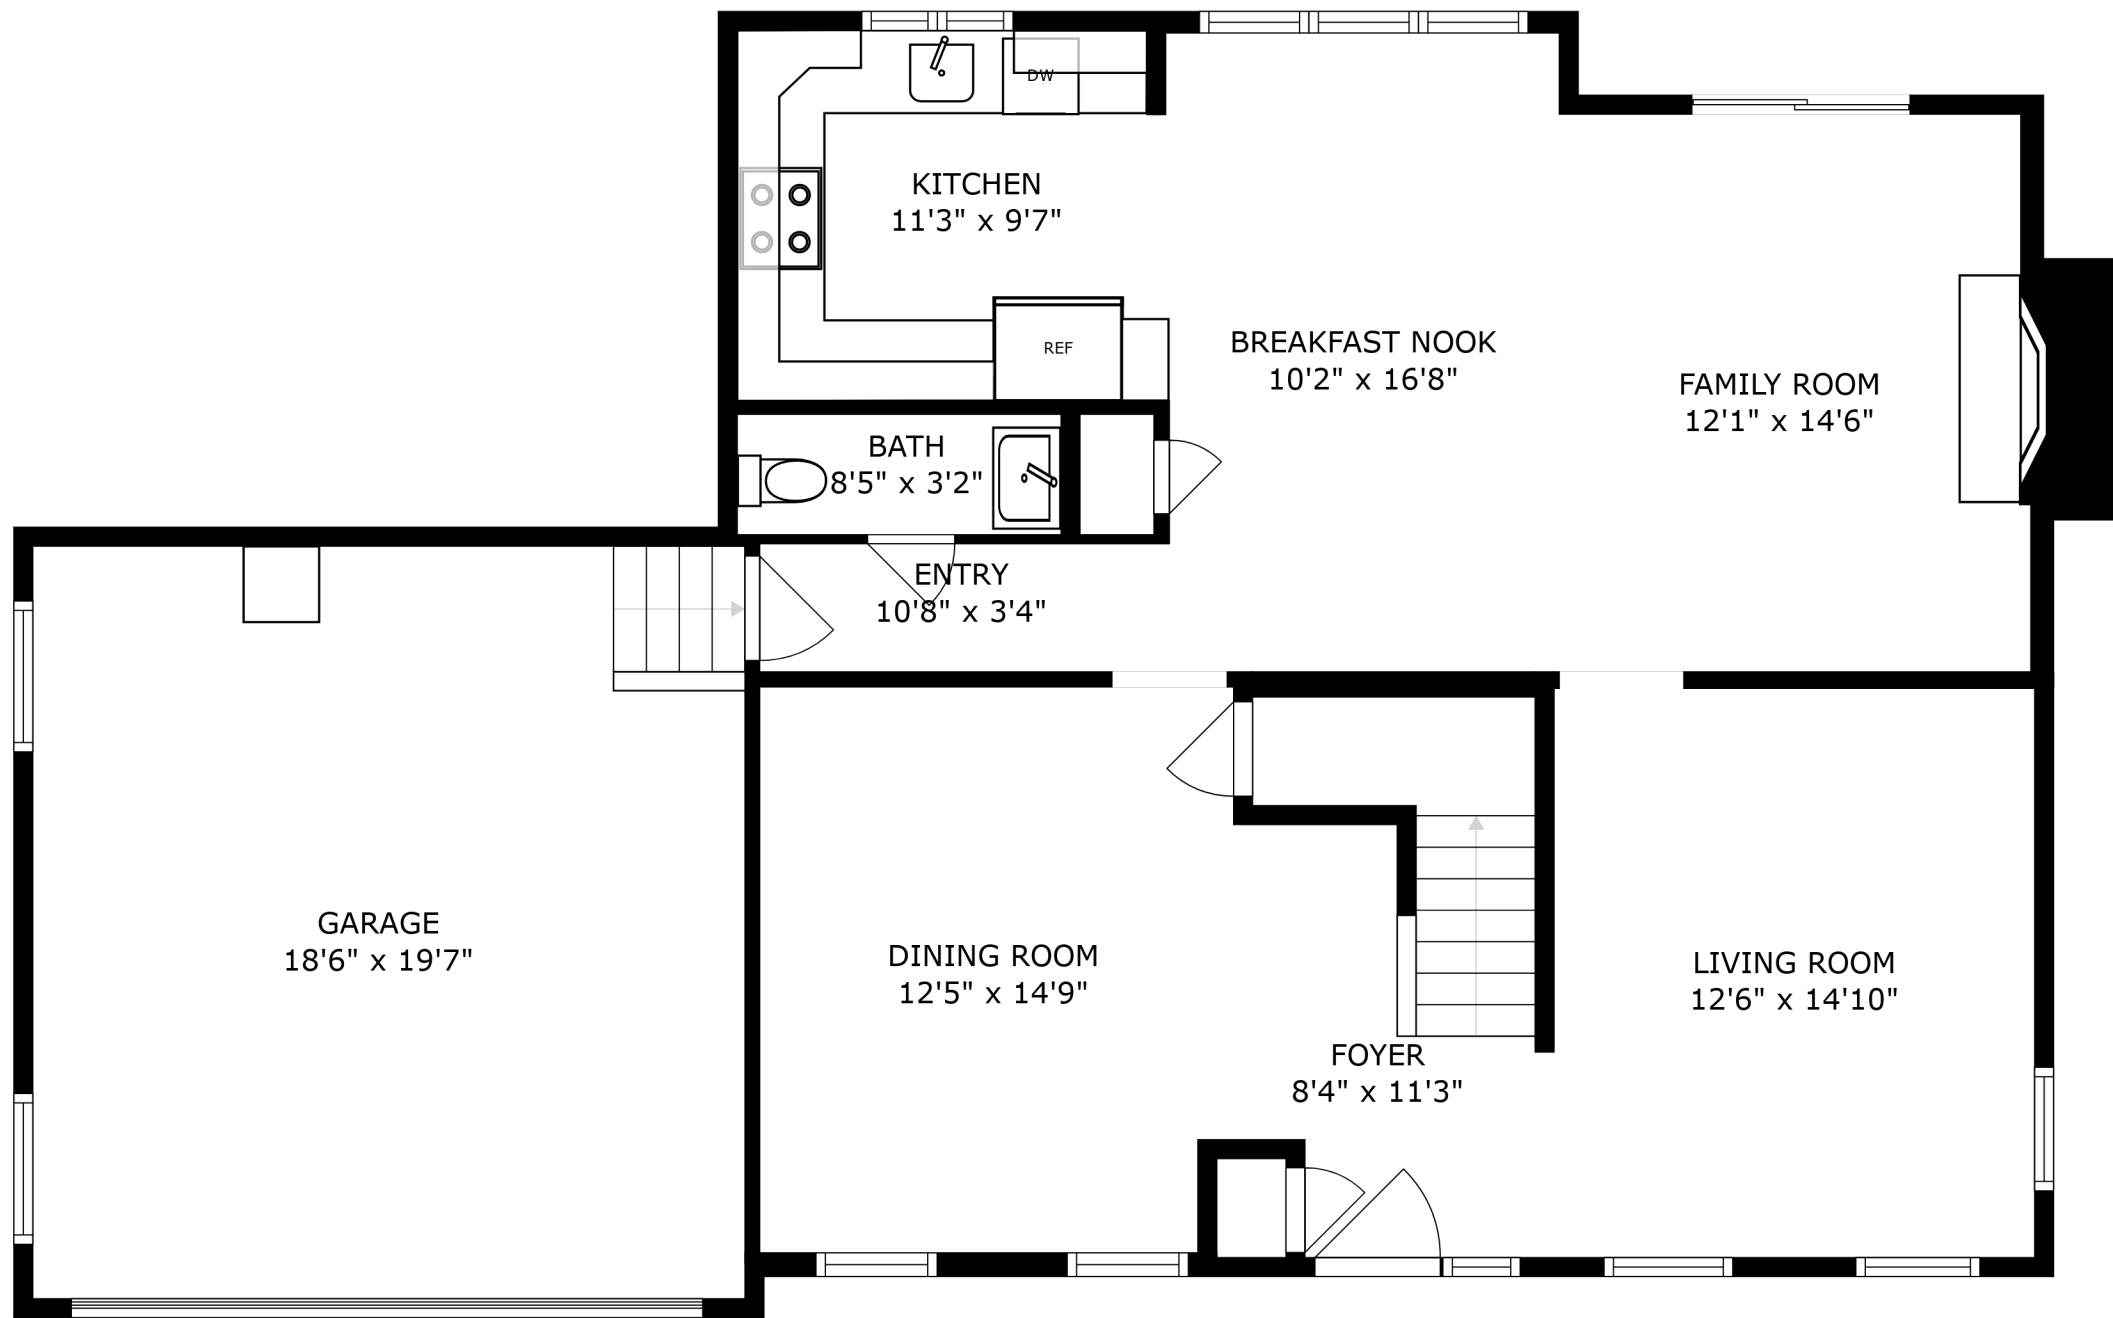 DW
KITCHEN
11'3" x 9'7"
REF
BREAKFAST NOOK
10'2" x 16'8"
FAMILY ROOM
12'1" x 14'6"
BATH
8'5" x 3'2"
ENTRY
10'8" x 3'4"
GARAGE
18'6" x 19'7"
DINING ROOM
12'5" x 14'9"
LIVING ROOM
12'6" x 14'10"
FOYER
8'4" x 11'3"